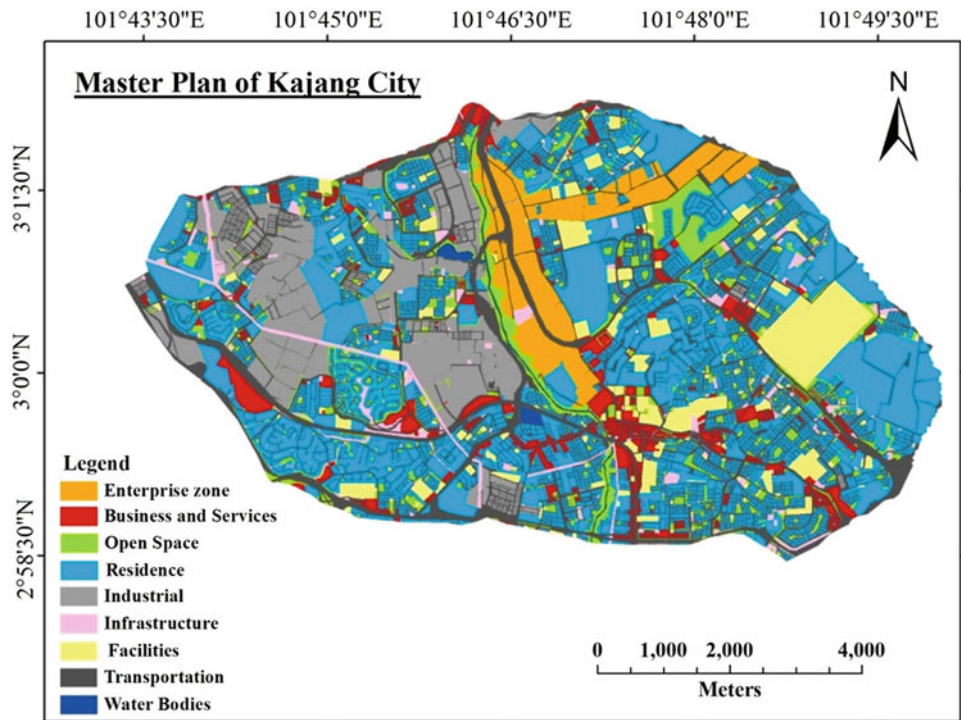 101°43'30"E 101°45'0"E 101°46'30"E 101°48'0"E 101°49'30"E
Master Plan of Kajang City
N
3°1'30"N
3°0'0"N
2°58'30"N
Legend
Enterprise zone
Business and Services
Open Space
Residence
Industrial
Infrastructure
Facilities
Transportation
Water Bodies
0 1,000 2,000 4,000
Meters